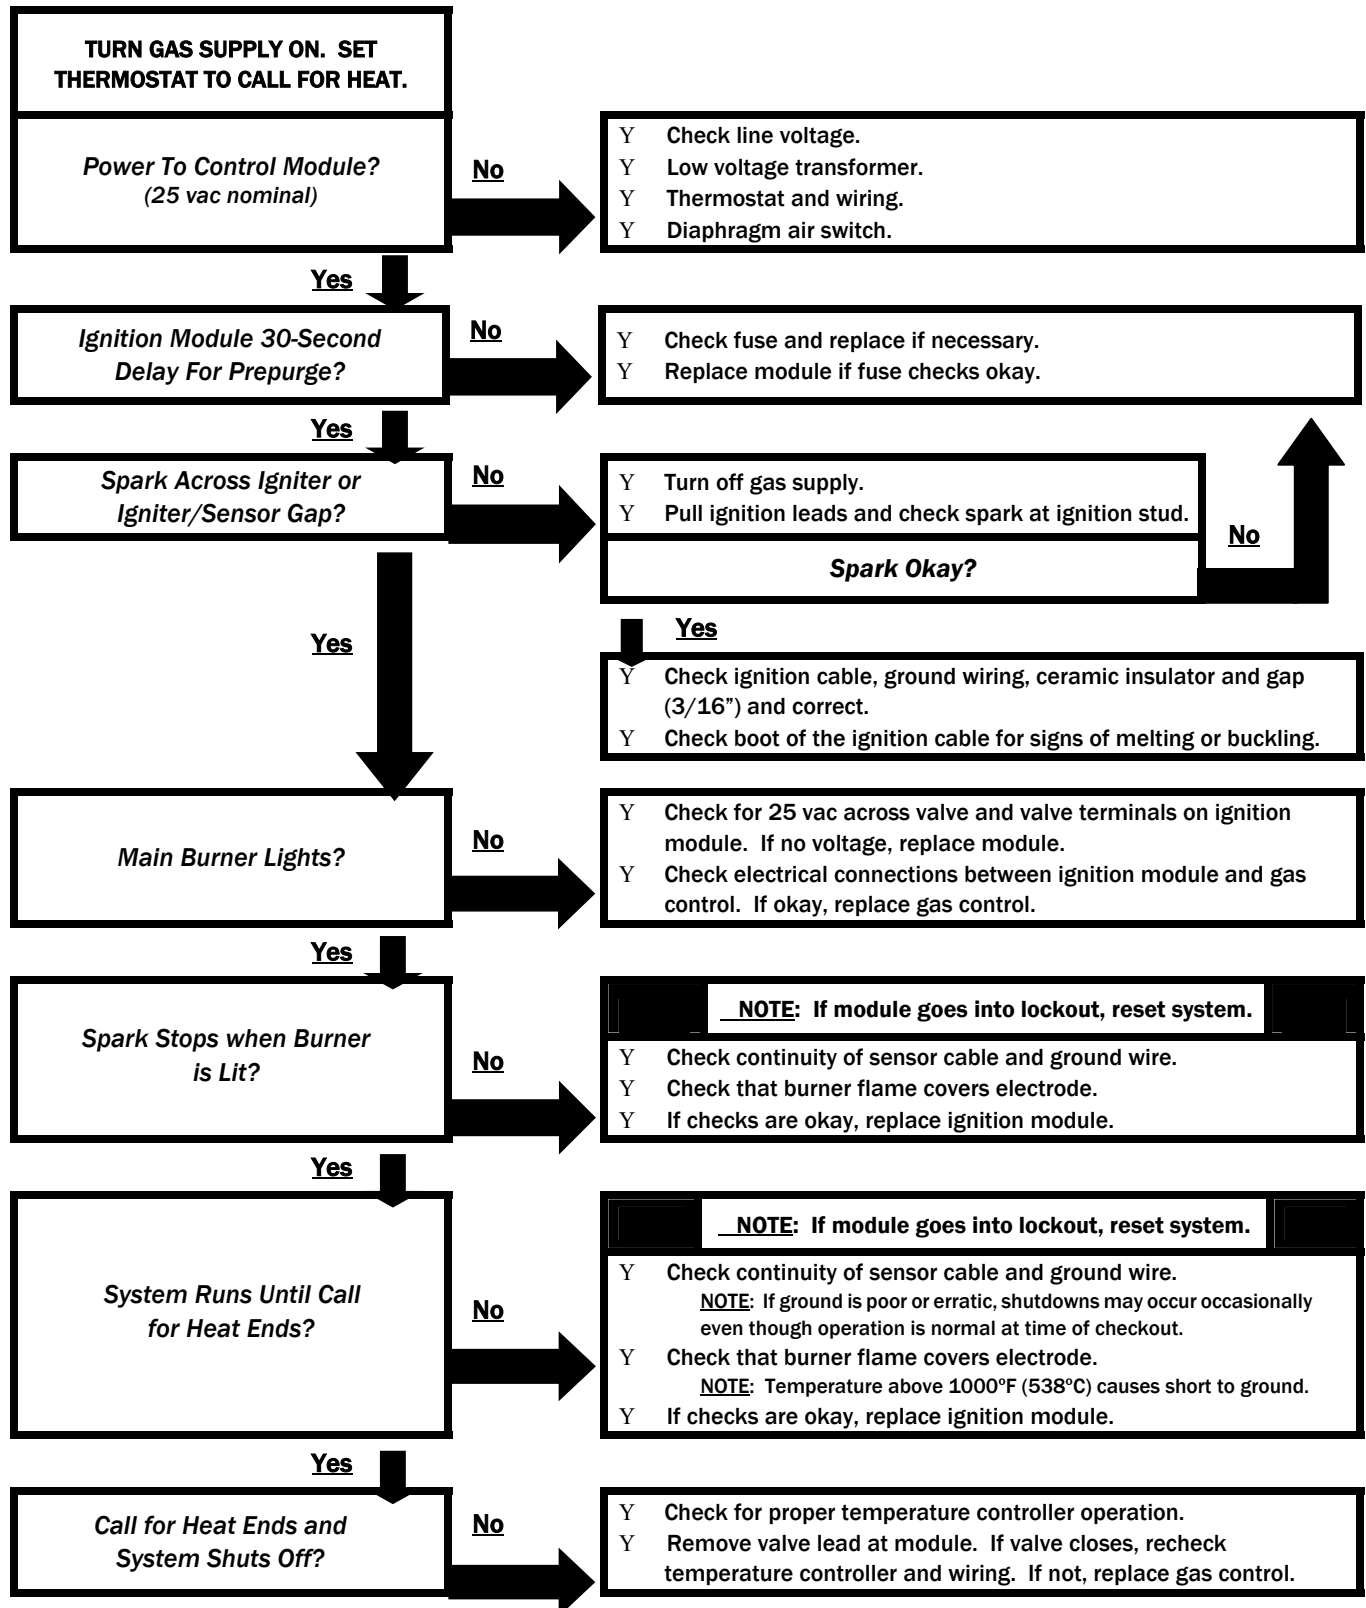 TURN GAS SUPPLY ON. SET
THERMOSTAT TO CALL FOR HEAT.
Power To Control Module?
(25 vac nominal)
No
Y Check line voltage.
Y Low voltage transformer.
Y Thermostat and wiring.
Y Diaphragm air switch.
Yes
Ignition Module 30-Second
Delay For Prepurge?
No
Y Check fuse and replace if necessary.
Y Replace module if fuse checks okay.
Yes
Spark Across Igniter or
Igniter/Sensor Gap?
No
Y Turn off gas supply.
Y Pull ignition leads and check spark at ignition stud.
Spark Okay?
No
Yes
Yes
Y Check ignition cable, ground wiring, ceramic insulator and gap
(3/16”) and correct.
Y Check boot of the ignition cable for signs of melting or buckling.
Main Burner Lights?
No
Y Check for 25 vac across valve and valve terminals on ignition
module. If no voltage, replace module.
Y Check electrical connections between ignition module and gas
control. If okay, replace gas control.
Yes
Spark Stops when Burner
is Lit?
No
NOTE: If module goes into lockout, reset system.
Y Check continuity of sensor cable and ground wire.
Y Check that burner flame covers electrode.
Y If checks are okay, replace ignition module.
Yes
System Runs Until Call
for Heat Ends?
No
NOTE: If module goes into lockout, reset system.
Y Check continuity of sensor cable and ground wire.
NOTE: If ground is poor or erratic, shutdowns may occur occasionally
even though operation is normal at time of checkout.
Y Check that burner flame covers electrode.
NOTE: Temperature above 1000ºF (538ºC) causes short to ground.
Y If checks are okay, replace ignition module.
Yes
Call for Heat Ends and
System Shuts Off?
No
Y Check for proper temperature controller operation.
Y Remove valve lead at module. If valve closes, recheck
temperature controller and wiring. If not, replace gas control.